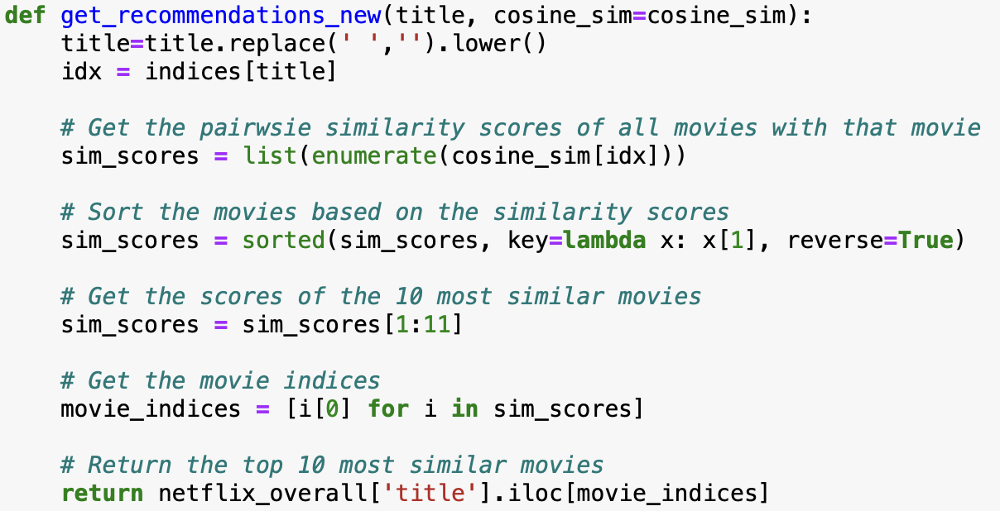 def get_recommendations_new(title, cosine_sim=cosine_sim):
    title=title.replace(' ','').lower()
    idx = indices[title]

    # Get the pairwsie similarity scores of all movies with that movie
    sim_scores = list(enumerate(cosine_sim[idx]))

    # Sort the movies based on the similarity scores
    sim_scores = sorted(sim_scores, key=lambda x: x[1], reverse=True)

    # Get the scores of the 10 most similar movies
    sim_scores = sim_scores[1:11]

    # Get the movie indices
    movie_indices = [i[0] for i in sim_scores]

    # Return the top 10 most similar movies
    return netflix_overall['title'].iloc[movie_indices]